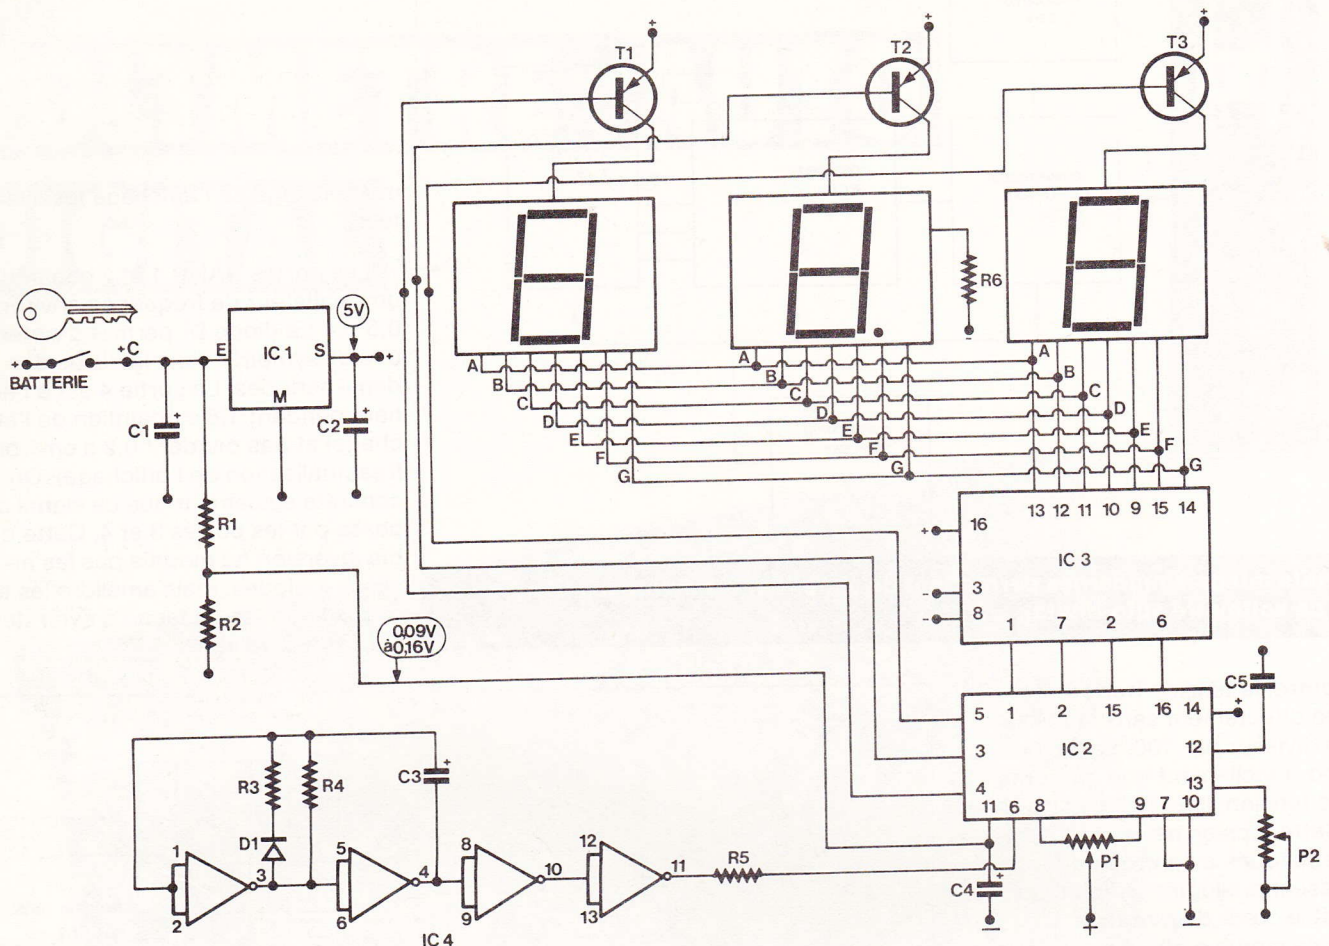 + + +
T1 T2 T3
R6
-
5V
+ BATTERIE
+C
E IC 1 S +
M
C1 +
C2 +
R1
R2
A B C D E F G
A B C D E F G
A B C D E F G
13 12 11 10 9 15 14
+ 16
IC 3
- 3
- 8
1 7 2 6
0,09V
à 0,16V
C5
5 1 2 15 16 14 +
3 IC 2 12
4 13
11 6 8 9 7 10
P1
P2
C4 +
- + -
R3 R4 C3 +
D1
1 2 3
5 6 4
8 9 10
12 13 11
R5
IC 4